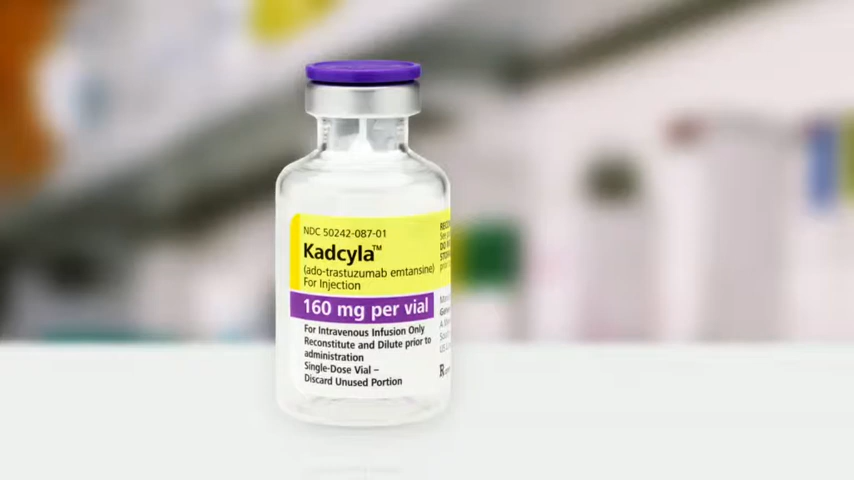 NDC 50242-087-01
Kadcyla™
(ado-trastuzumab emtansine)
For Injection
160 mg per vial
For Intravenous Infusion Only
Reconstitute and Dilute prior to
administration
Single-Dose Vial –
Discard Unused Portion